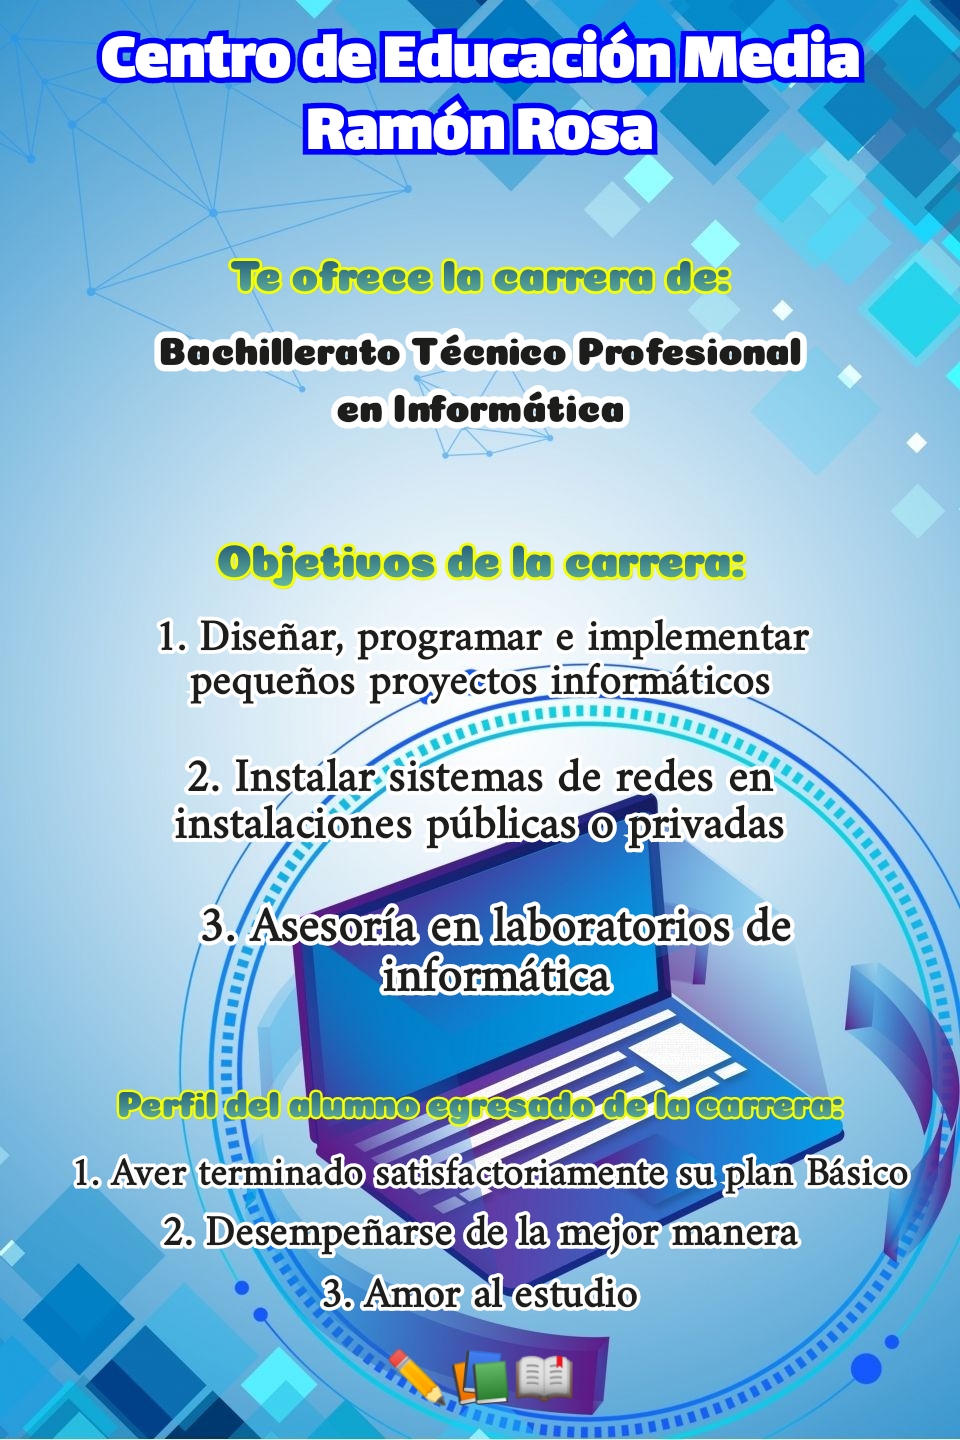 Centro de Educación Media
Ramón Rosa
Te ofrece la carrera de:
Bachillerato Técnico Profesional
en Informática
Objetivos de la carrera:
1. Diseñar, programar e implementar
pequeños proyectos informáticos
2. Instalar sistemas de redes en
instalaciones públicas o privadas
3. Asesoría en laboratorios de
informática
Perfil del alumno egresado de la carrera:
1. Aver terminado satisfactoriamente su plan Básico
2. Desempeñarse de la mejor manera
3. Amor al estudio